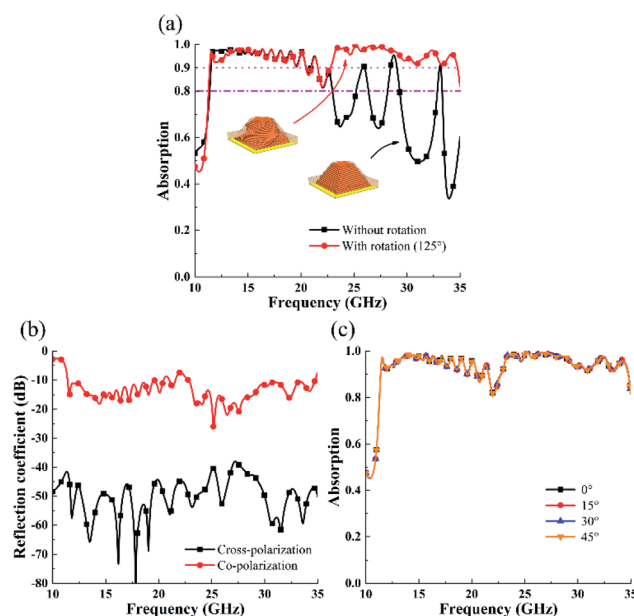 (a)
1.0
0.9
0.8
0.6
0.4
0.2
0.0
Absorption
Without rotation
With rotation (125°)
10 15 20 25 30 35
Frequency (GHz)
(b)
0
-10
-20
-30
-40
-50
-60
-70
-80
Reflection coefficient (dB)
Cross-polarization
Co-polarization
10 15 20 25 30 35
Frequency (GHz)
(c)
1.0
0.8
0.6
0.4
0.2
0.0
Absorption
0°
15°
30°
45°
10 15 20 25 30 35
Frequency (GHz)